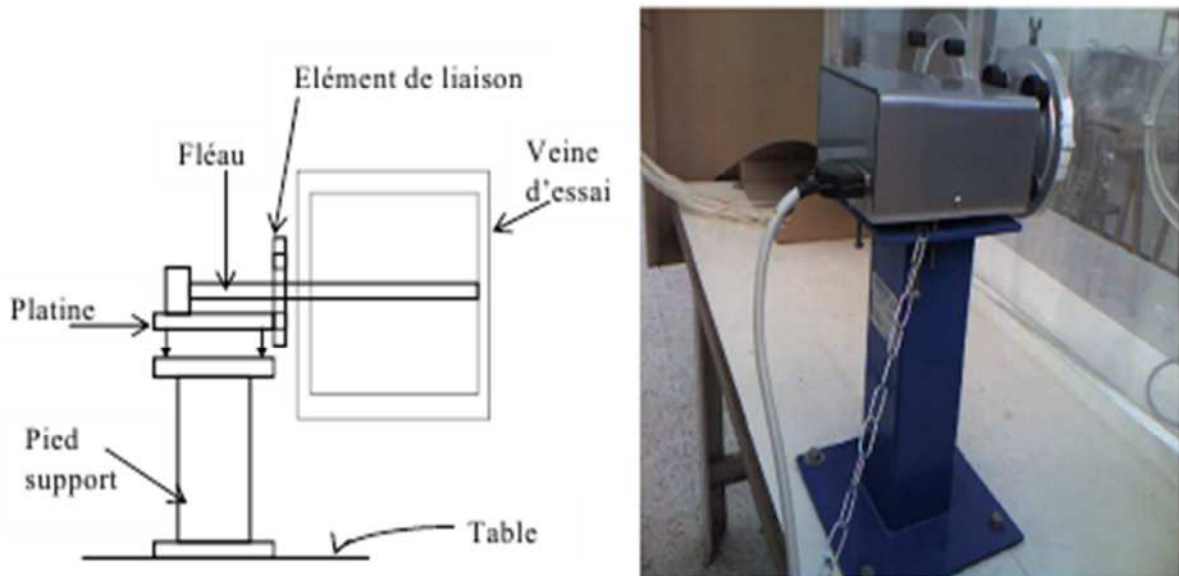 Elément de liaison
Fléau
Veine
d'essai
Platine
Pied
support
Table